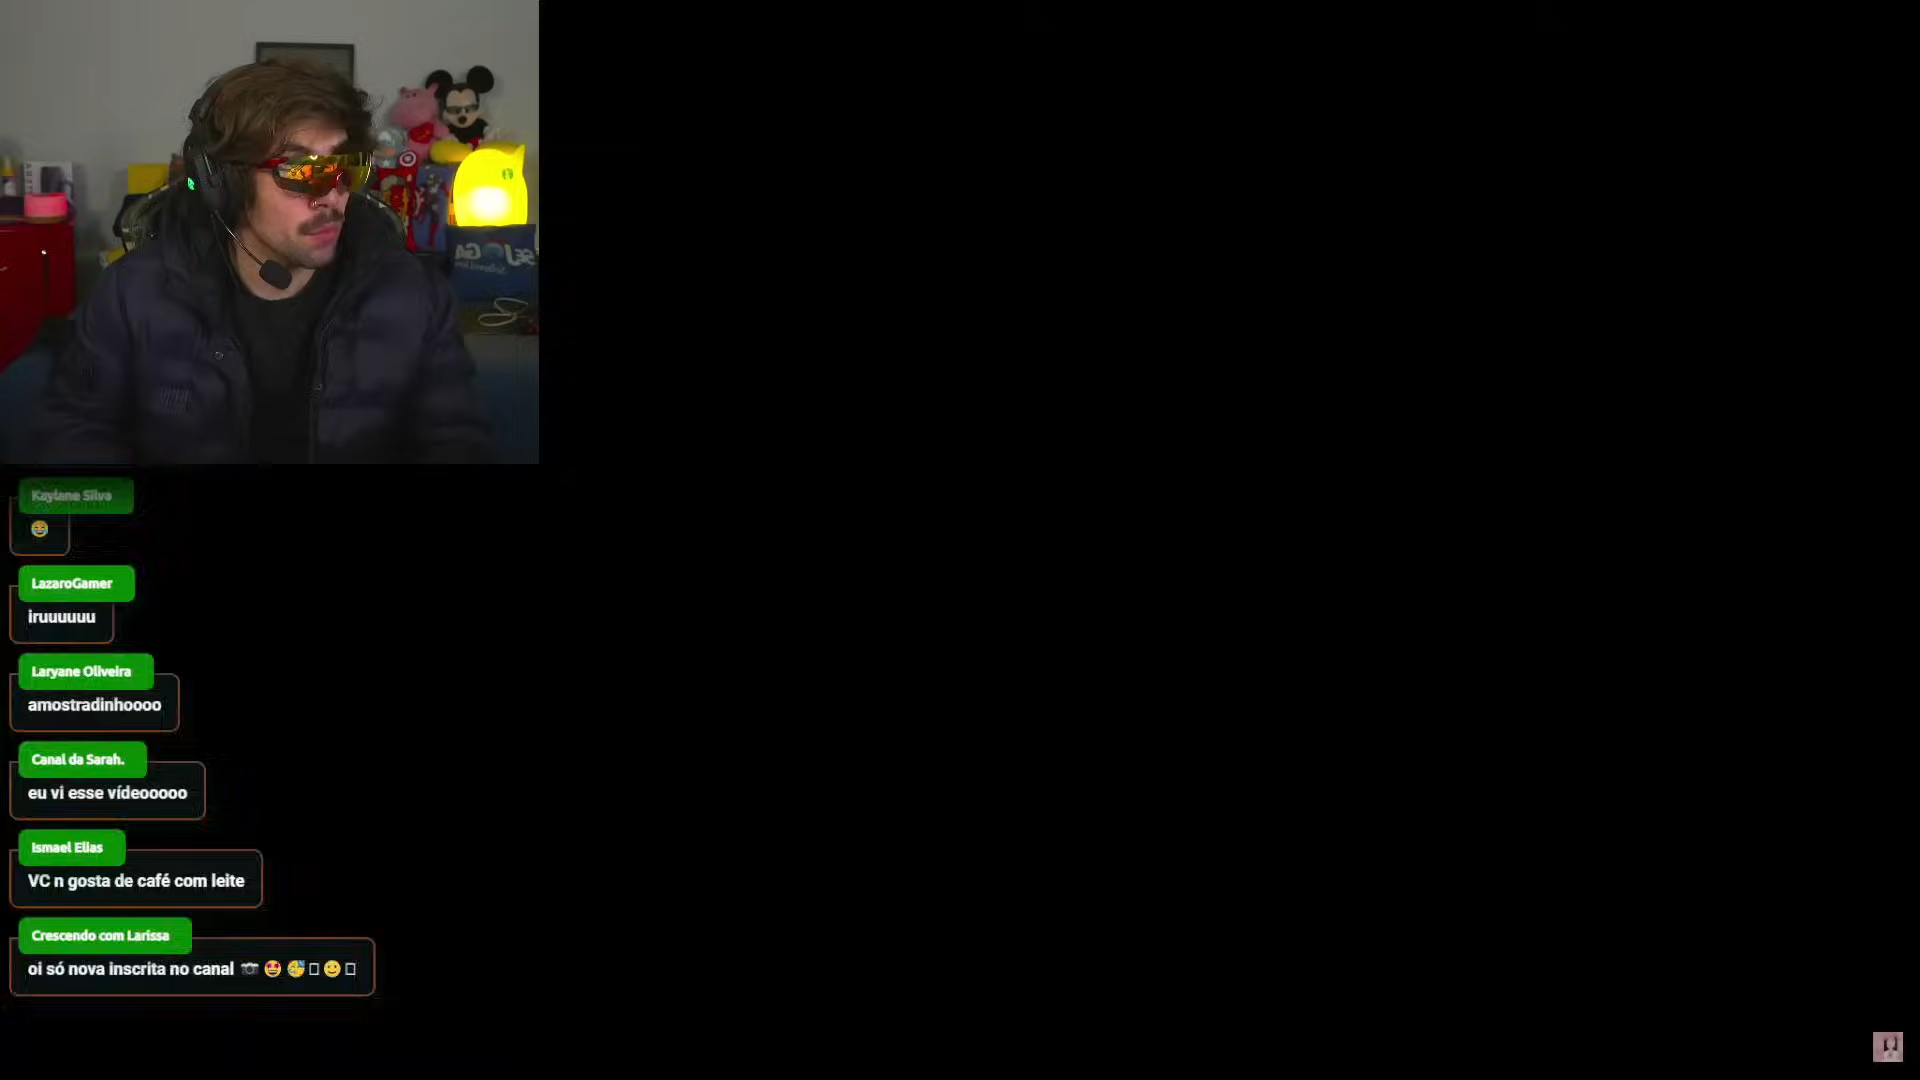 Kaylane Silva
😂
LazaroGamer
iruuuuuu
Laryane Oliveira
amostradinhoooo
Canal da Sarah.
eu vi esse vídeooooo
Ismael Elias
VC n gosta de café com leite
Crescendo com Larissa
oi só nova inscrita no canal 📷 🤩 🥳 🙂